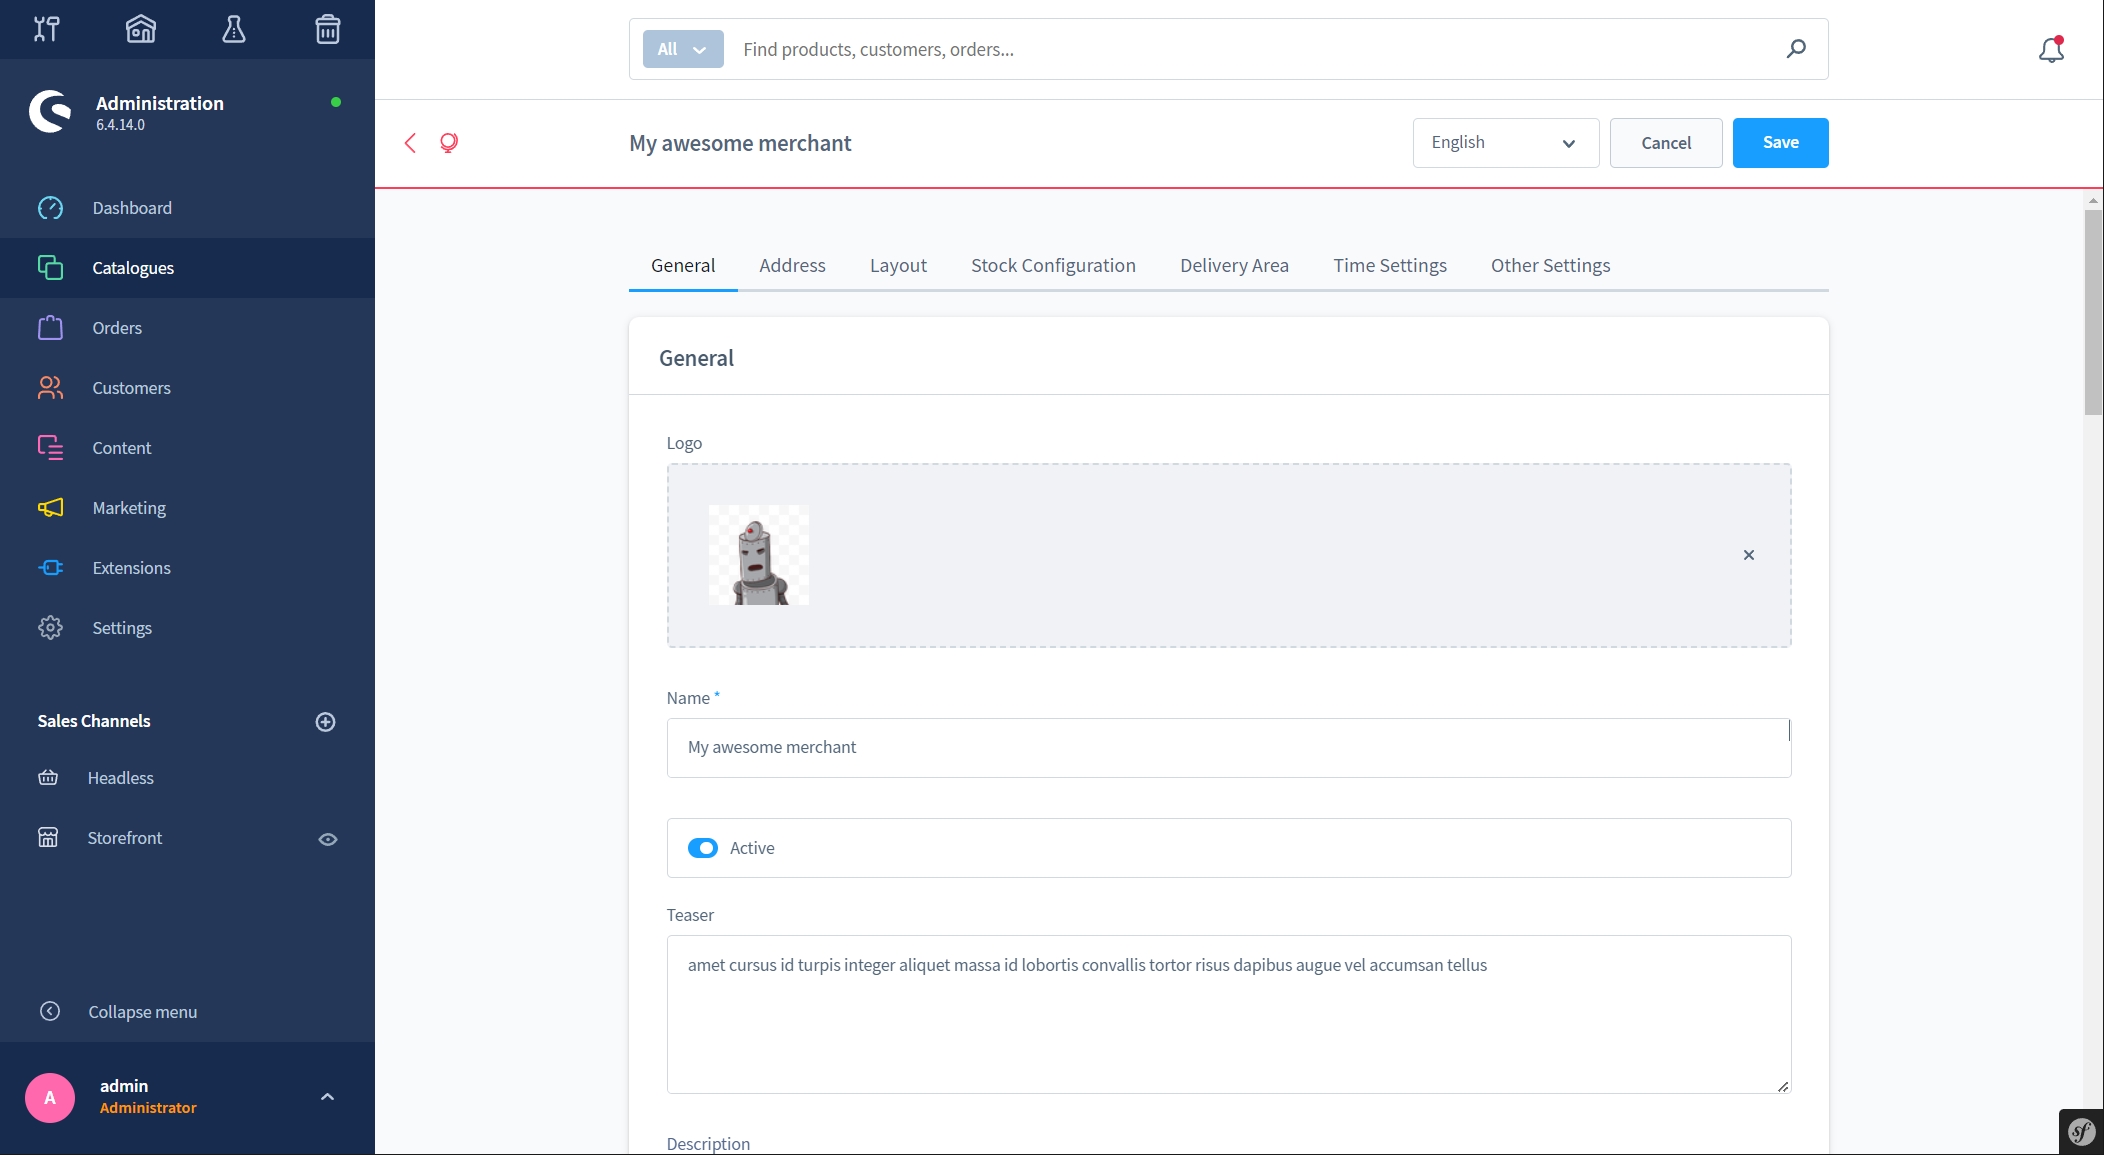 All
Find products, customers, orders...
Administration
6.4.14.0
My awesome merchant
English
Cancel
Save
Dashboard
Catalogues
Orders
Customers
Content
Marketing
Extensions
Settings
Sales Channels
Headless
Storefront
Collapse menu
A
admin
Administrator
General
Address
Layout
Stock Configuration
Delivery Area
Time Settings
Other Settings
General
Logo
Name *
My awesome merchant
Active
Teaser
amet cursus id turpis integer aliquet massa id lobortis convallis tortor risus dapibus augue vel accumsan tellus
Description
sf